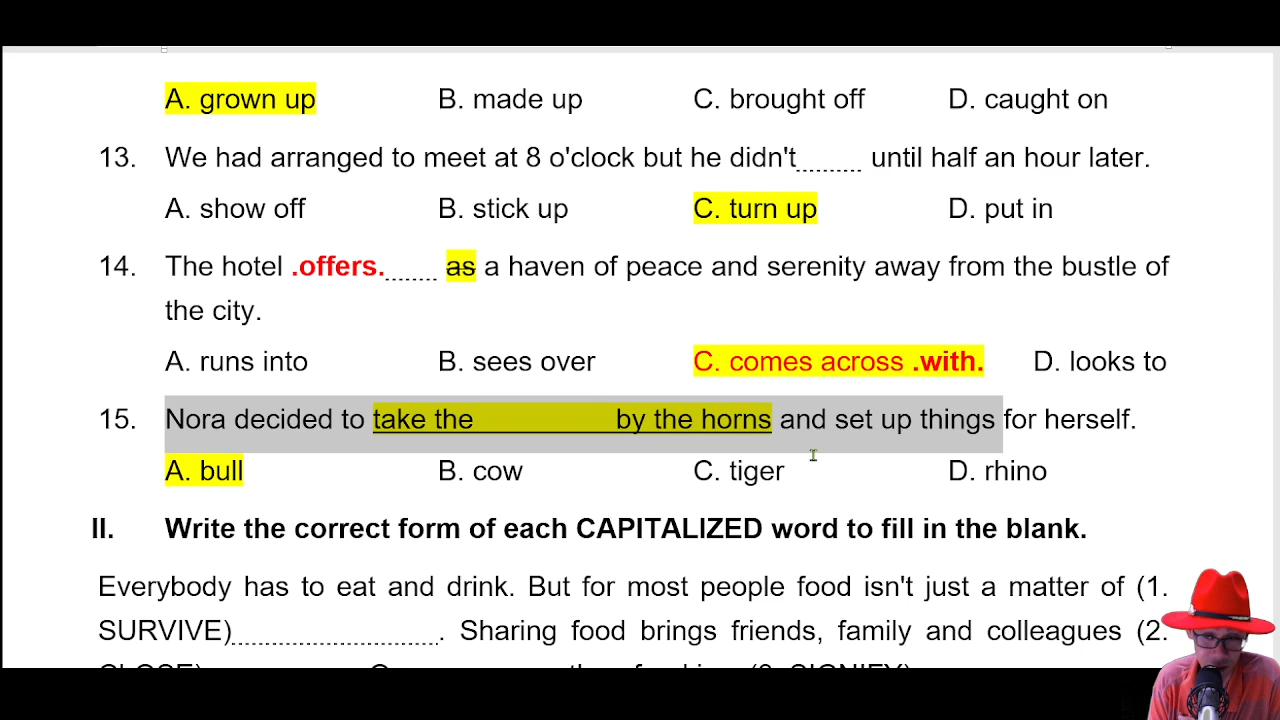 A. grown up B. made up C. brought off D. caught on
13. We had arranged to meet at 8 o'clock but he didn't........ until half an hour later.
A. show off B. stick up C. turn up D. put in
14. The hotel .offers........ as a haven of peace and serenity away from the bustle of
the city.
A. runs into B. sees over C. comes across .with. D. looks to
15. Nora decided to take the ________ by the horns and set up things for herself.
A. bull B. cow C. tiger D. rhino
II. Write the correct form of each CAPITALIZED word to fill in the blank.
Everybody has to eat and drink. But for most people food isn't just a matter of (1.
SURVIVE)........................ Sharing food brings friends, family and colleagues (2.